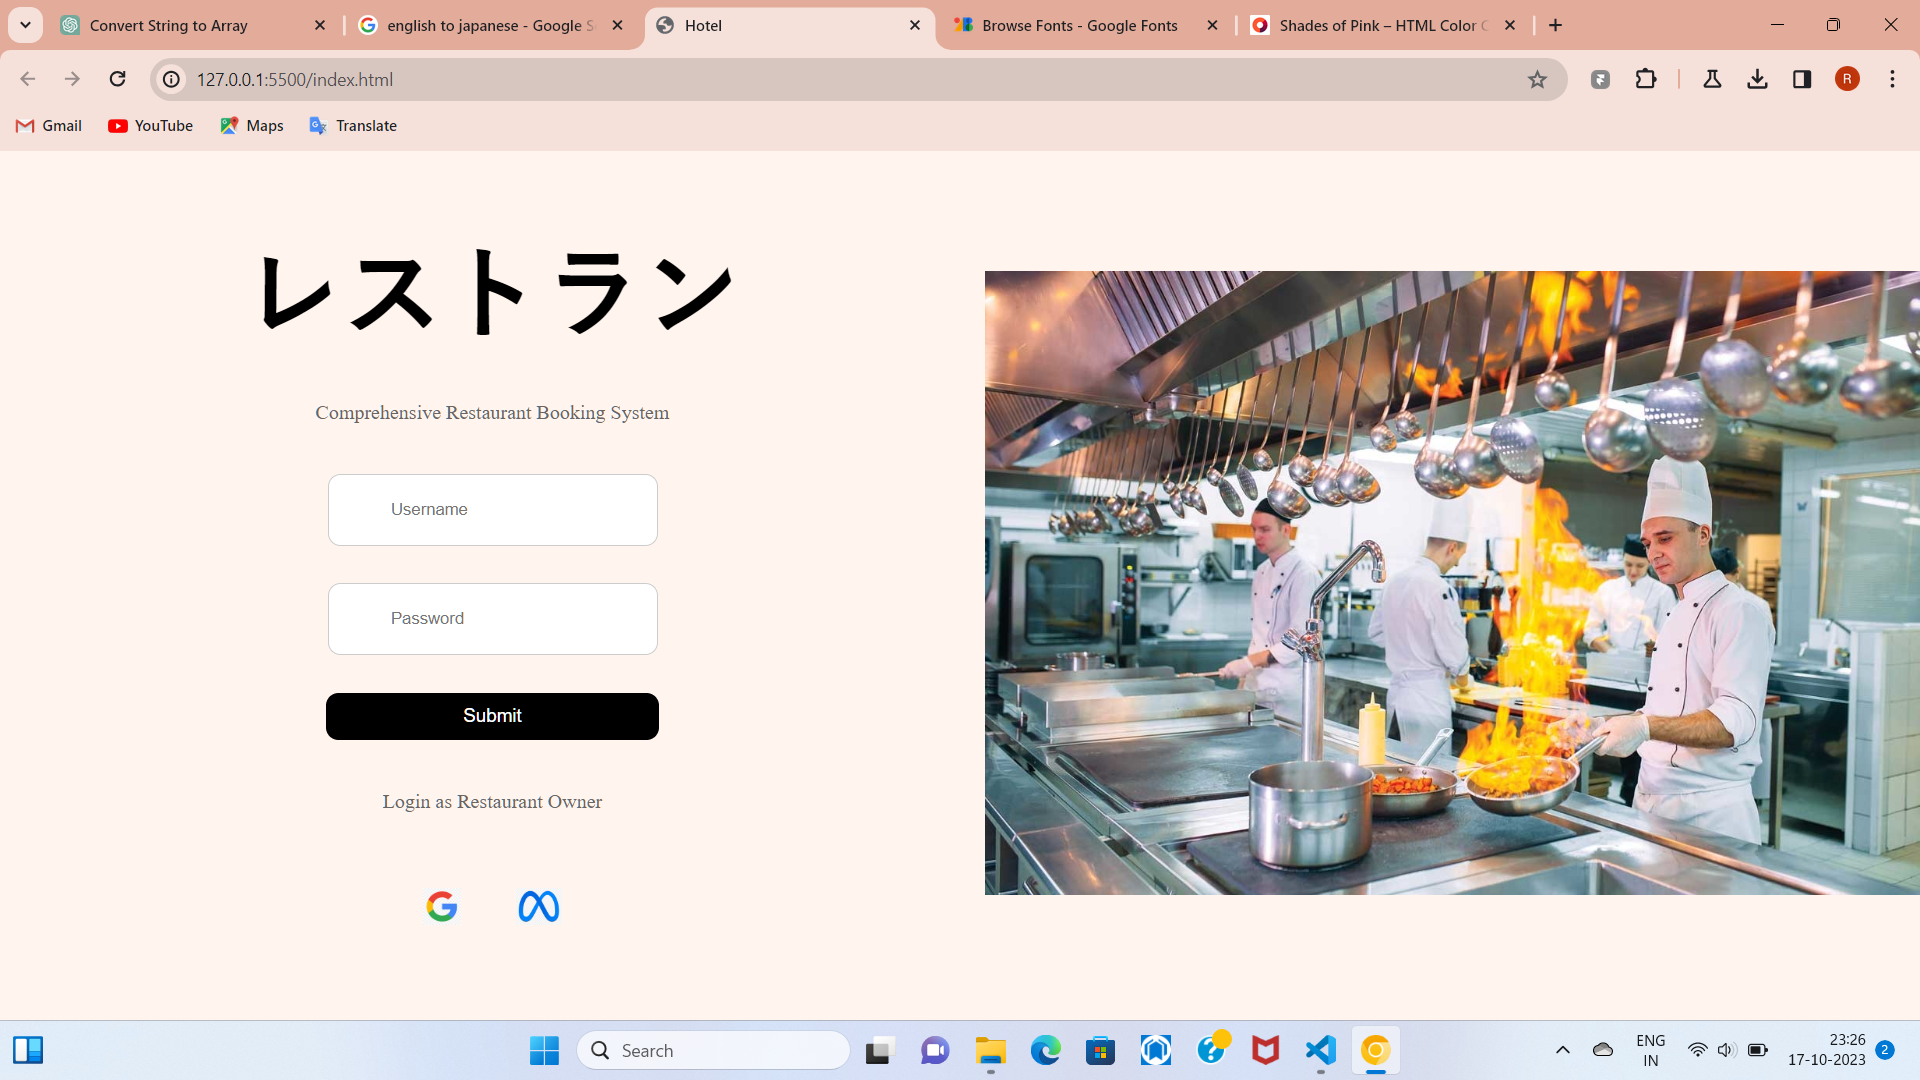 Convert String to Array
english to japanese - Google S
Hotel
Browse Fonts - Google Fonts
Shades of Pink – HTML Color C
127.0.0.1:5500/index.html
R
Gmail
YouTube
Maps
Translate
レストラン
Comprehensive Restaurant Booking System
Username
Password
Submit
Login as Restaurant Owner
Search
ENG
IN
23:26
17-10-2023
2